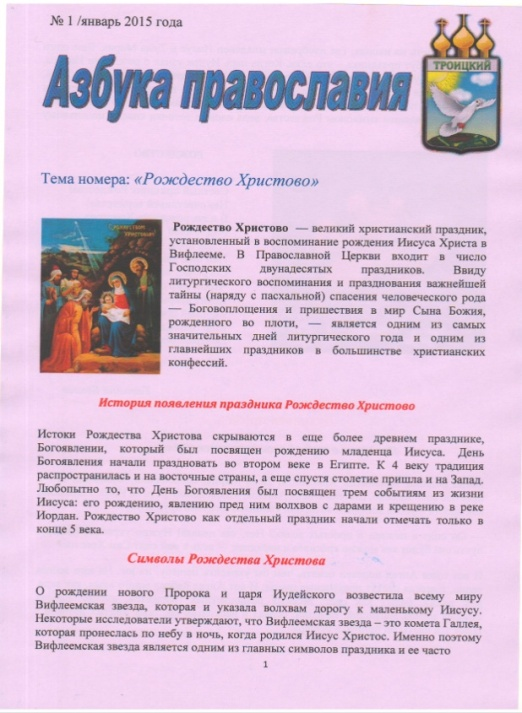 № 1 /январь 2015 года
Азбука православия
ТРОИЦКИЙ
Тема номера: «Рождество Христово»
Рождество Христово — великий христианский праздник,
установленный в воспоминание рождения Иисуса Христа в
Вифлееме. В Православной Церкви входит в число
Господских двунадесятых праздников. Ввиду
литургического воспоминания и празднования важнейшей
тайны (наряду с пасхальной) спасения человеческого рода
— Боговоплощения и пришествия в мир Сына Божия,
рожденного во плоти, — является одним из самых
значительных дней литургического года и одним из
главнейших праздников в большинстве христианских
конфессий.
История появления праздника Рождество Христово
Истоки Рождества Христова скрываются в еще более древнем празднике,
Богоявлении, который был посвящен рождению младенца Иисуса. День
Богоявления начали праздновать во втором веке в Египте. К 4 веку традиция
распространилась и на восточные страны, а еще спустя столетие пришла и на Запад.
Любопытно то, что День Богоявления был посвящен трем событиям из жизни
Иисуса: его рождению, явлению пред ним волхвов с дарами и крещению в реке
Иордан. Рождество Христово как отдельный праздник начали отмечать только в
конце 5 века.
Символы Рождества Христова
О рождении нового Пророка и царя Иудейского возвестила всему миру
Вифлеемская звезда, которая и указала волхвам дорогу к маленькому Иисусу.
Некоторые исследователи утверждают, что Вифлеемская звезда – это комета Галлея,
которая пронеслась по небу в ночь, когда родился Иисус Христос. Именно поэтому
Вифлеемская звезда является одним из главных символов праздника и ее часто
1